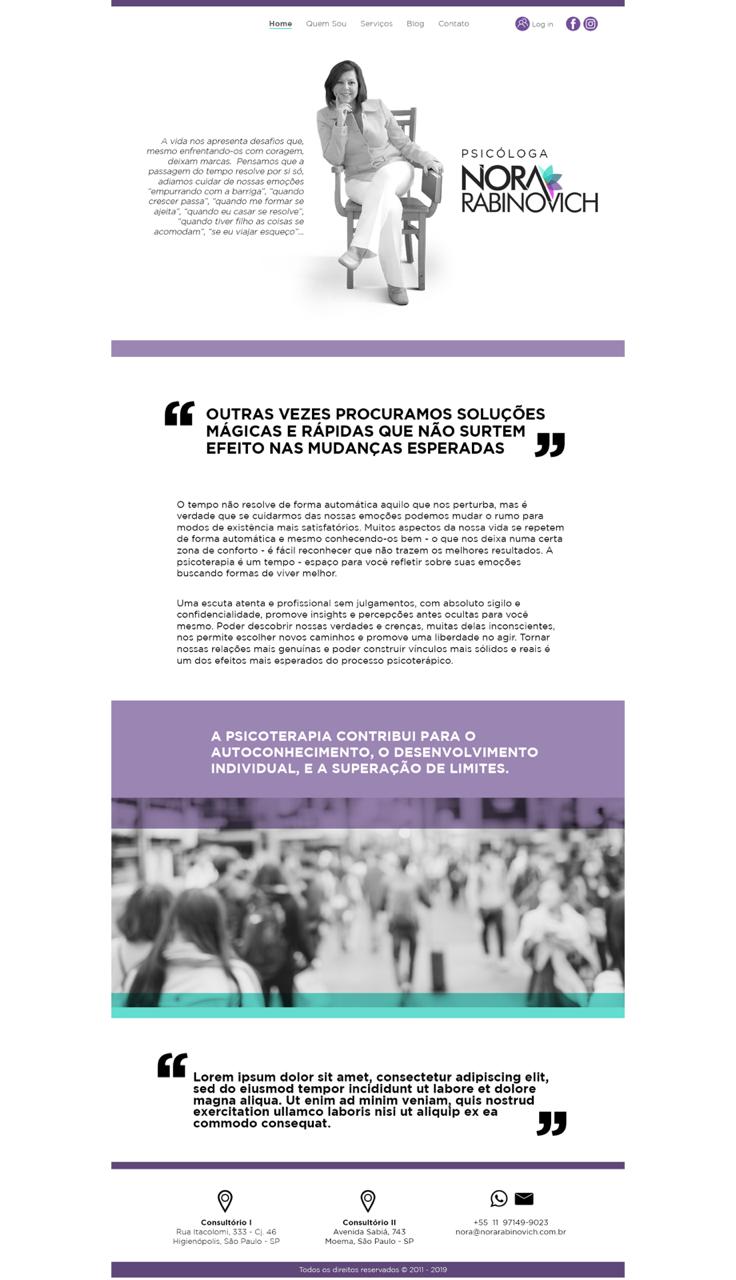 Home Quem Sou Serviços Blog Contato Log in
A vida nos apresenta desafios que,
mesmo enfrentando-os com coragem,
deixam marcas. Pensamos que a
passagem do tempo resolve por si só,
adiamos cuidar de nossas emoções
"empurrando com a barriga", "quando
crescer passa", "quando me formar se
ajeita", "quando eu casar se resolve",
"quando tiver filho as coisas se
acomodam", "se eu viajar esqueço"...
PSICÓLOGA
NORA
RABINOVICH
OUTRAS VEZES PROCURAMOS SOLUÇÕES
MÁGICAS E RÁPIDAS QUE NÃO SURTEM
EFEITO NAS MUDANÇAS ESPERADAS
O tempo não resolve de forma automática aquilo que nos perturba, mas é
verdade que se cuidarmos das nossas emoções podemos mudar o rumo para
modos de existência mais satisfatórios. Muitos aspectos da nossa vida se repetem
de forma automática e mesmo conhecendo-os bem - o que nos deixa numa certa
zona de conforto - é fácil reconhecer que não trazem os melhores resultados. A
psicoterapia é um tempo - espaço para você refletir sobre suas emoções
buscando formas de viver melhor.
Uma escuta atenta e profissional sem julgamentos, com absoluto sigilo e
confidencialidade, promove insights e percepções antes ocultas para você
mesmo. Poder descobrir nossas verdades e crenças, muitas delas inconscientes,
nos permite escolher novos caminhos e promove uma liberdade no agir. Tornar
nossas relações mais genuínas e poder construir vínculos mais sólidos e reais é
um dos efeitos mais esperados do processo psicoterápico.
A PSICOTERAPIA CONTRIBUI PARA O
AUTOCONHECIMENTO, O DESENVOLVIMENTO
INDIVIDUAL, E A SUPERAÇÃO DE LIMITES.
Lorem ipsum dolor sit amet, consectetur adipiscing elit,
sed do eiusmod tempor incididunt ut labore et dolore
magna aliqua. Ut enim ad minim veniam, quis nostrud
exercitation ullamco laboris nisi ut aliquip ex ea
commodo consequat.
Consultório I
Rua Itacolomi, 333 - Cj. 46
Higienópolis, São Paulo - SP
Consultório II
Avenida Sabiá, 743
Moema, São Paulo - SP
+55 11 97149-9023
nora@norarabinovich.com.br
Todos os direitos reservados © 2011 - 2019